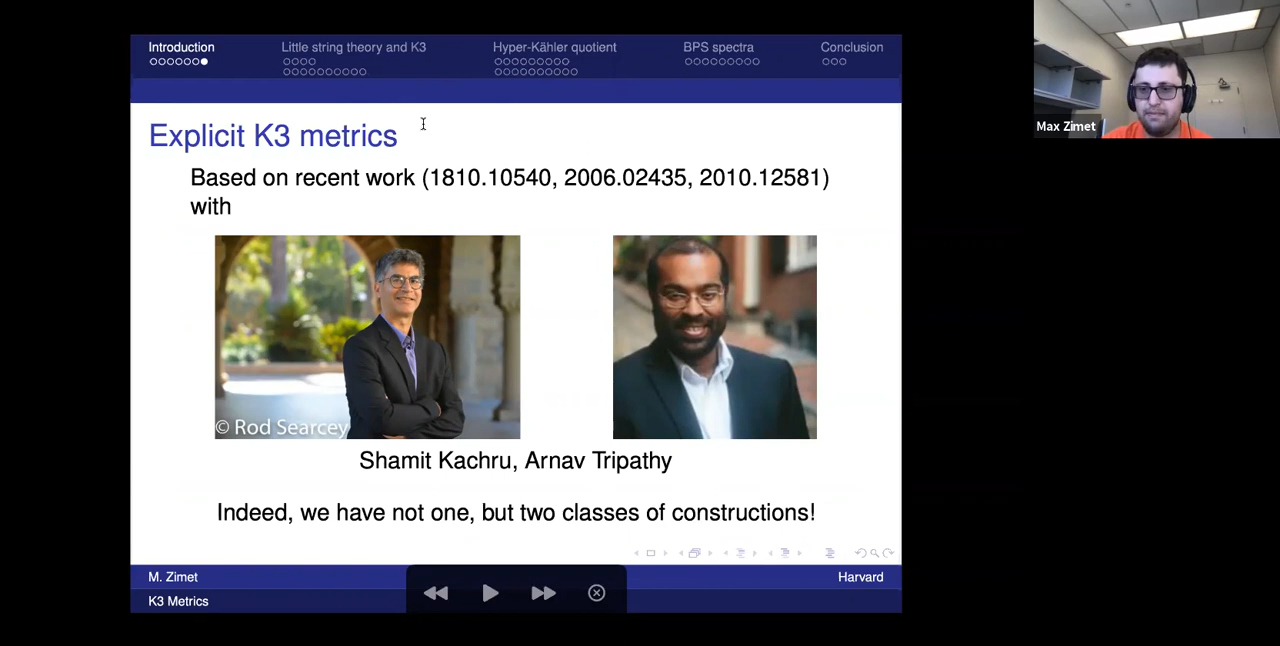 Introduction
Little string theory and K3
Hyper-Kähler quotient
BPS spectra
Conclusion
Explicit K3 metrics
Based on recent work (1810.10540, 2006.02435, 2010.12581)
with
© Rod Searcey
Shamit Kachru, Arnav Tripathy
Indeed, we have not one, but two classes of constructions!
M. Zimet
Harvard
K3 Metrics
Max Zimet